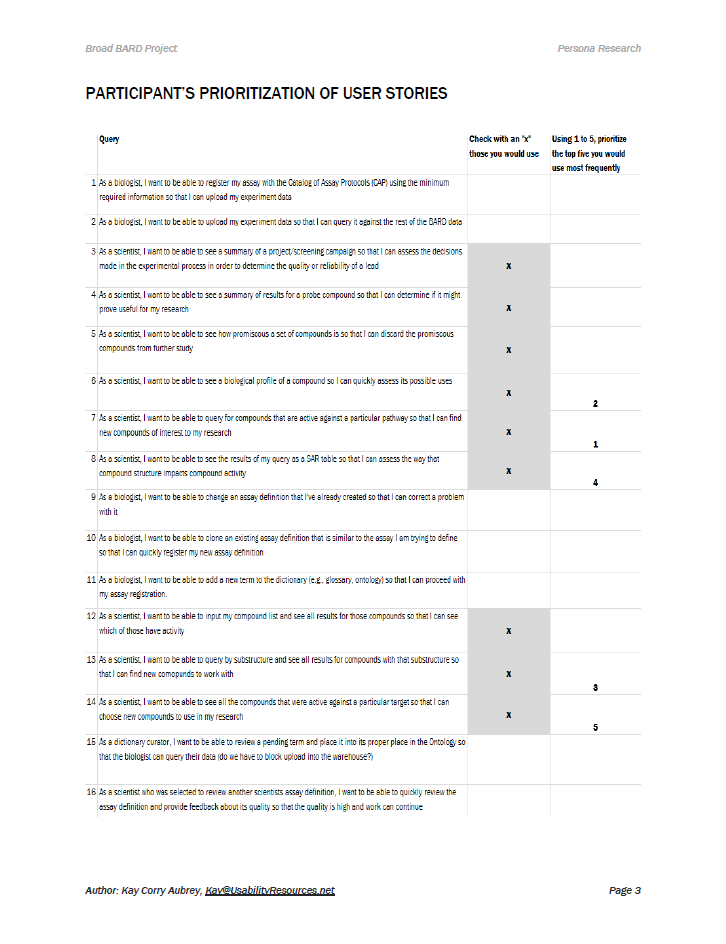 Broad BARD Project Persona Research
PARTICIPANT'S PRIORITIZATION OF USER STORIES
Query Check with an "x" Using 1 to 5, prioritize
those you would use the top five you would
use most frequently
1 As a biologist, I want to be able to register my assay with the Catalog of Assay Protocols (CAP) using the minimum
required information so that I can upload my experiment data
2 As a biologist, I want to be able to upload my experiment data so that I can query it against the rest of the BARD data
3 As a scientist, I want to be able to see a summary of a project/screening campaign so that I can assess the decisions
made in the experimental process in order to determine the quality or reliability of a lead x
4 As a scientist, I want to be able to see a summary of results for a probe compound so that I can determine if it might
prove useful for my research x
5 As a scientist, I want to be able to see how promiscous a set of compounds is so that I can discard the promiscous
compounds from further study x
6 As a scientist, I want to be able to see a biological profile of a compound so I can quickly assess its possible uses x
2
7 As a scientist, I want to be able to query for compounds that are active against a particular pathway so that I can find
new compounds of interest to my research x
1
8 As a scientist, I want to be able to see the results of my query as a SAR table so that I can assess the way that
compound structure impacts compound activity x
4
9 As a biologist, I want to be able to change an assay definition that I've already created so that I can correct a problem
with it
10 As a biologist, I want to be able to clone an existing assay definition that is similar to the assay I am trying to define
so that I can quickly register my new assay definition
11 As a biologist, I want to be able to add a new term to the dictionary (e.g., glossary, ontology) so that I can proceed with
my assay registration.
12 As a scientist, I want to be able to input my compound list and see all results for those compounds so that I can see
which of those have activity x
13 As a scientist, I want to be able to query by substructure and see all results for compounds with that substructure so
that I can find new comopunds to work with x
3
14 As a scientist, I want to be able to see all the compounds that were active against a particular target so that I can
choose new compounds to use in my research x
5
15 As a dictionary curator, I want to be able to review a pending term and place it into its proper place in the Ontology so
that the biologist can query their data (do we have to block upload into the warehouse?)
16 As a scientist who was selected to review another scientists assay definition, I want to be able to quickly review the
assay definition and provide feedback about its quality so that the quality is high and work can continue
Author: Kay Corry Aubrey, Kay@UsabilityResources.net Page 3